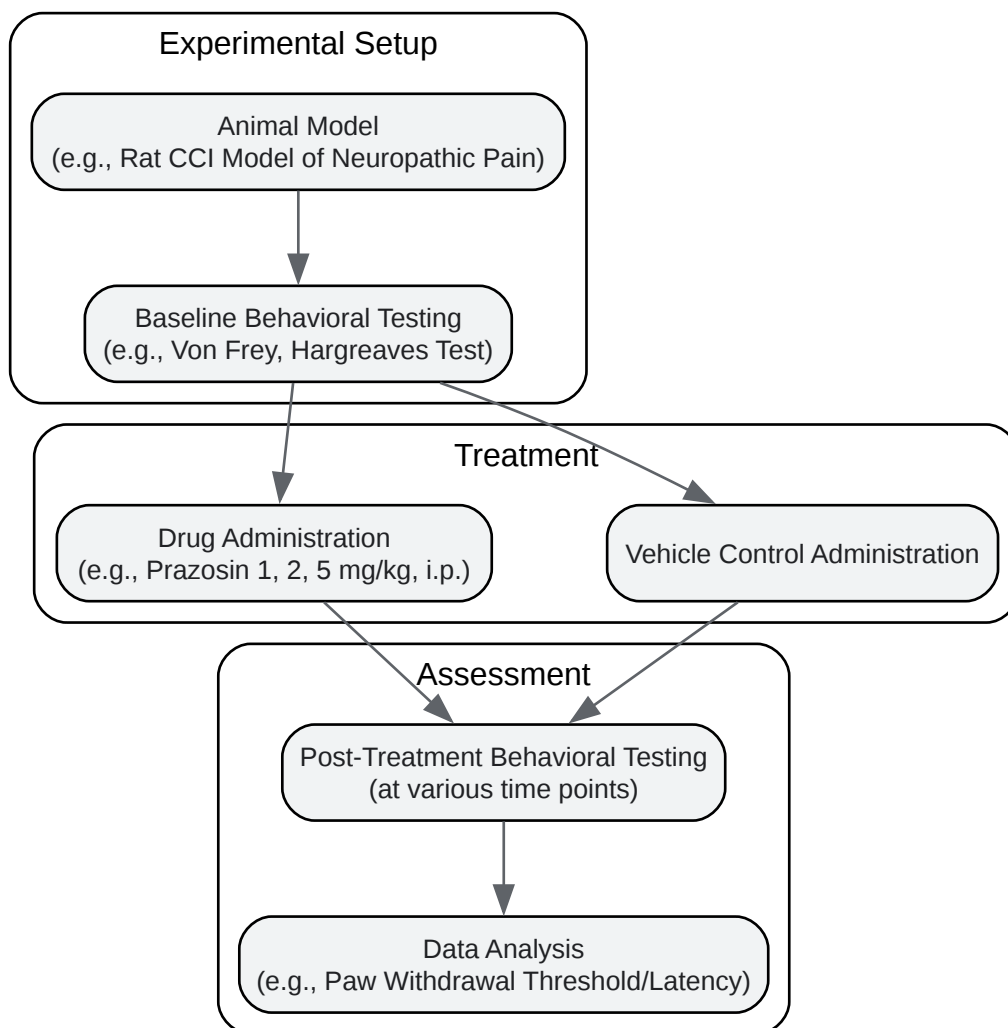 Experimental Setup
Animal Model
(e.g., Rat CCI Model of Neuropathic Pain)
Baseline Behavioral Testing
(e.g., Von Frey, Hargreaves Test)
Treatment
Drug Administration
(e.g., Prazosin 1, 2, 5 mg/kg, i.p.)
Vehicle Control Administration
Assessment
Post-Treatment Behavioral Testing
(at various time points)
Data Analysis
(e.g., Paw Withdrawal Threshold/Latency)